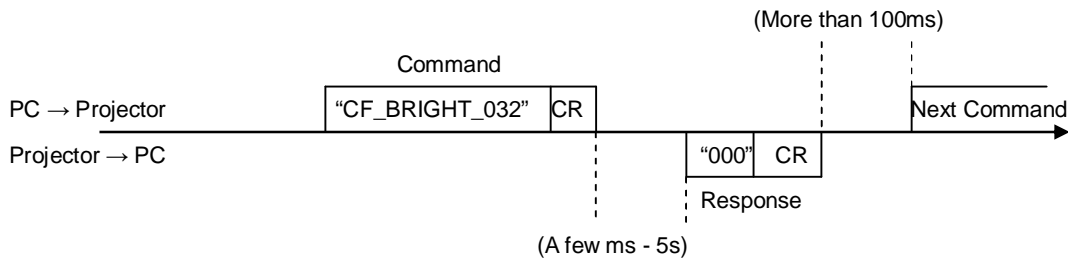 (More than 100ms)
Command
PC → Projector
“CF_BRIGHT_032” CR
Next Command
Projector → PC
“000” CR
Response
(A few ms - 5s)